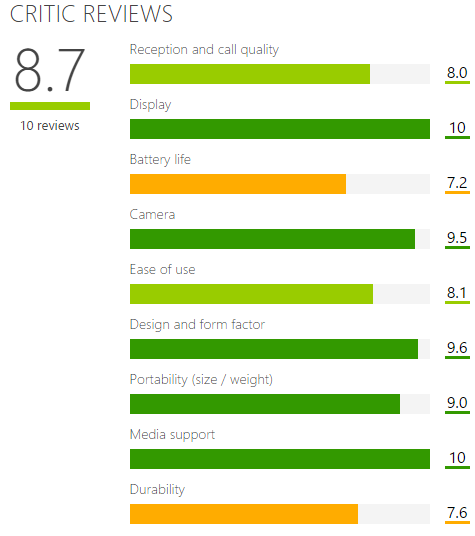 CRITIC REVIEWS
8.7
10 reviews
Reception and call quality
8.0
Display
10
Battery life
7.2
Camera
9.5
Ease of use
8.1
Design and form factor
9.6
Portability (size / weight)
9.0
Media support
10
Durability
7.6